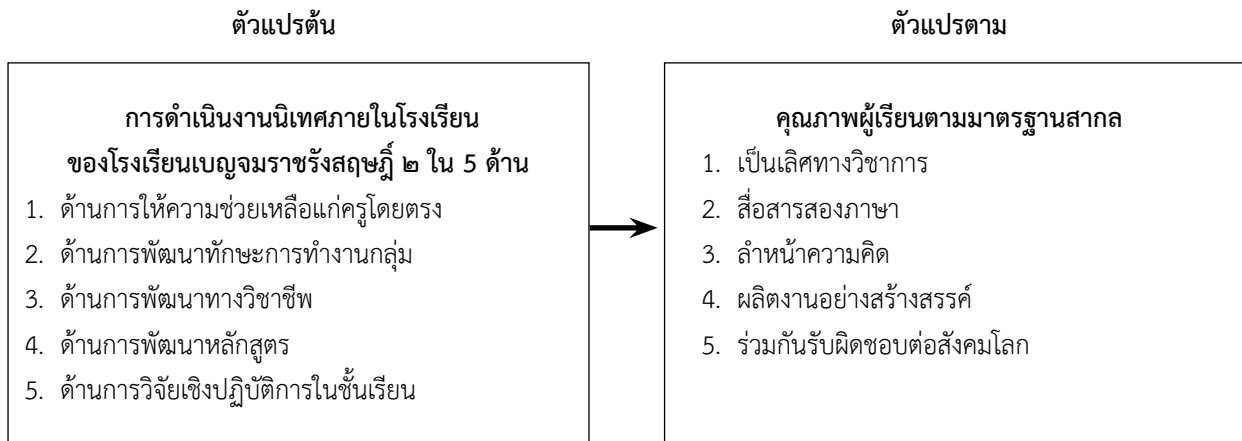 ตัวแปรต้น
ตัวแปรตาม
การดำเนินงานนิเทศภายในโรงเรียน
ของโรงเรียนเบญจมราชรังสฤษฎิ์ ๒ ใน 5 ด้าน
1. ด้านการให้ความช่วยเหลือแก่ครูโดยตรง
2. ด้านการพัฒนาทักษะการทำงานกลุ่ม
3. ด้านการพัฒนาทางวิชาชีพ
4. ด้านการพัฒนาหลักสูตร
5. ด้านการวิจัยเชิงปฏิบัติการในชั้นเรียน
คุณภาพผู้เรียนตามมาตรฐานสากล
1. เป็นเลิศทางวิชาการ
2. สื่อสารสองภาษา
3. ลำหน้าความคิด
4. ผลิตงานอย่างสร้างสรรค์
5. ร่วมกันรับผิดชอบต่อสังคมโลก